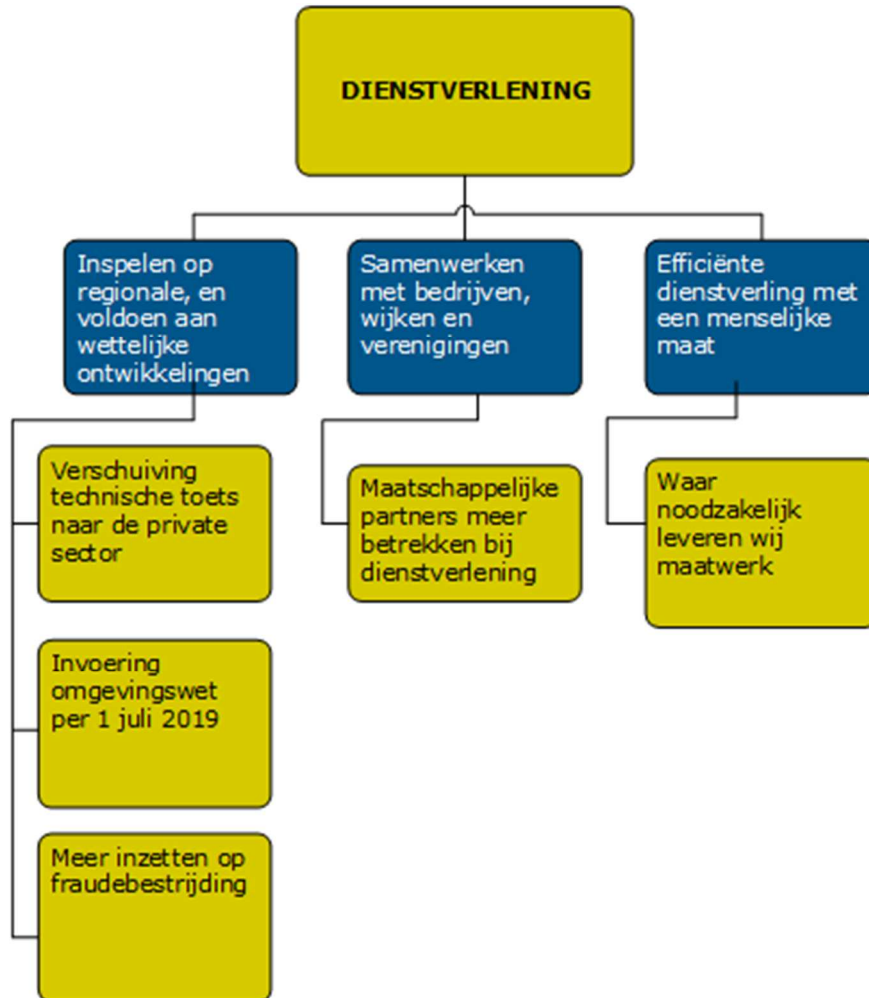 DIENSTVERLENING
Inspelen op
regionale, en
voldoen aan
wettelijke
ontwikkelingen
Samenwerken
met bedrijven,
wijken en
verenigingen
Efficiënte
dienstverling met
een menselijke
maat
Verschuiving
technische toets
naar de private
sector
Maatschappelijke
partners meer
betrekken bij
dienstverlening
Waar
noodzakelijk
leveren wij
maatwerk
Invoering
omgevingswet
per 1 juli 2019
Meer inzetten op
fraudebestrijding